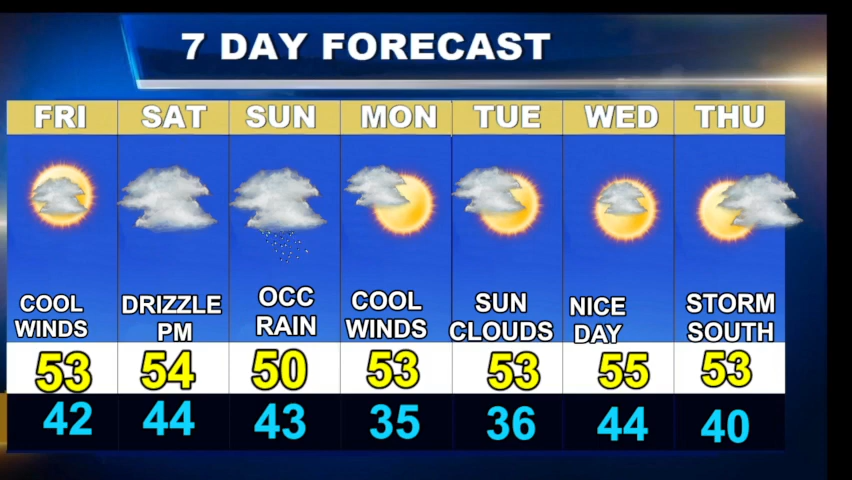 7 DAY FORECAST
FRI SAT SUN MON TUE WED THU
COOL
WINDS
DRIZZLE
PM
OCC
RAIN
COOL
WINDS
SUN
CLOUDS
NICE
DAY
STORM
SOUTH
53 54 50 53 53 55 53
42 44 43 35 36 44 40